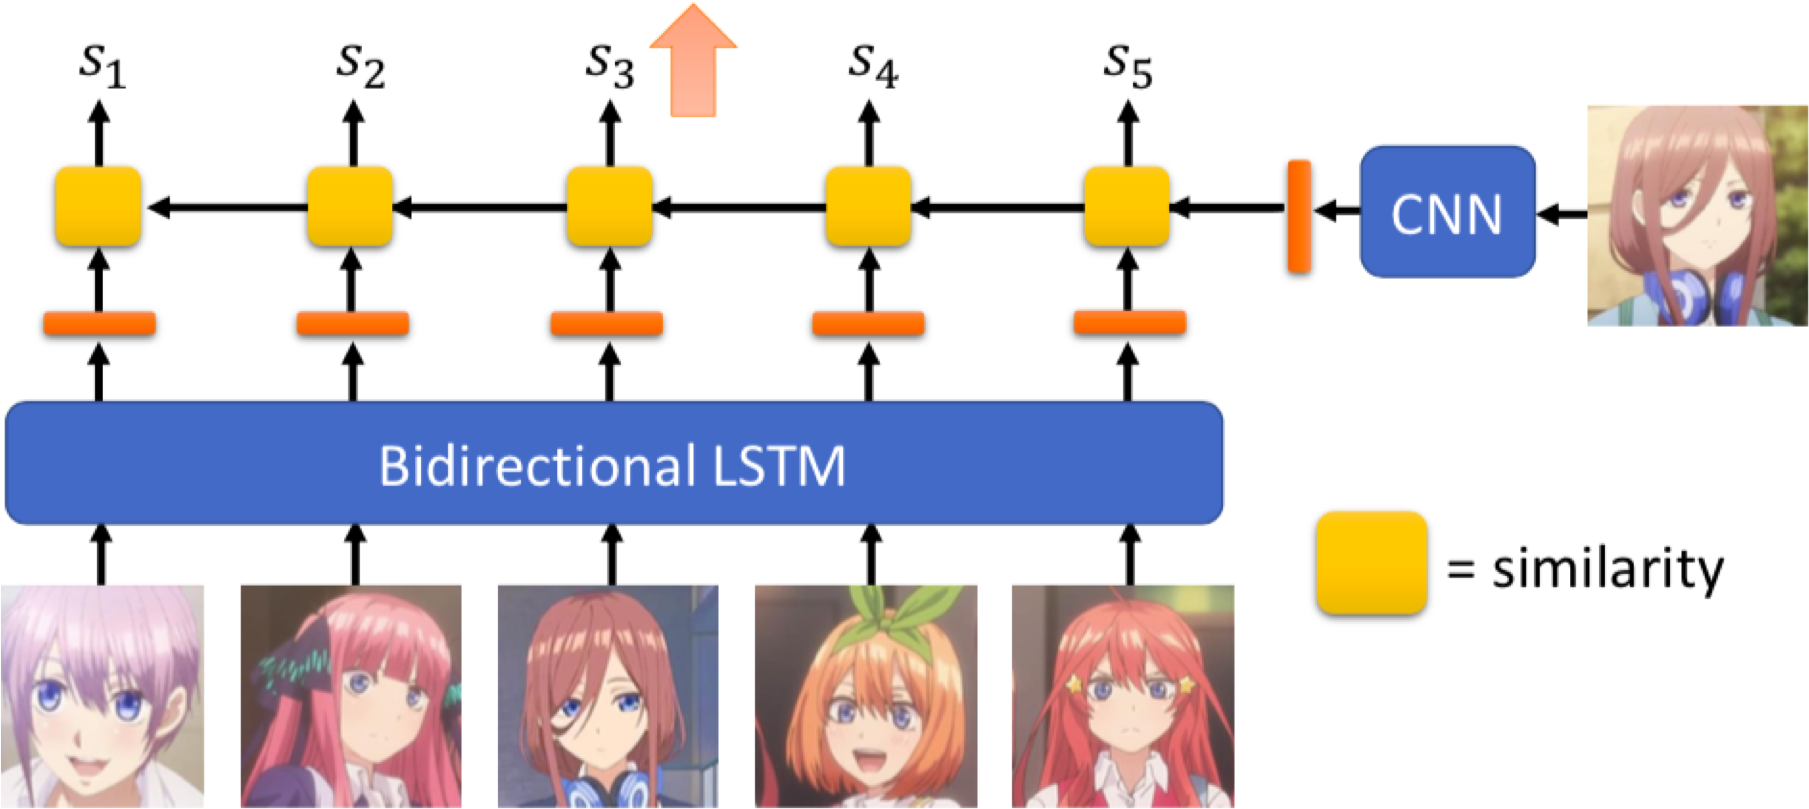 s₁ s₂ s₃ s₄ s₅
CNN
Bidirectional LSTM
= similarity